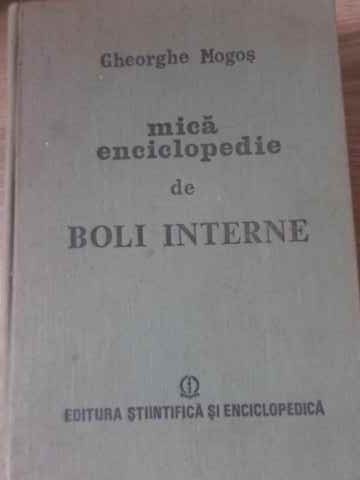 Gheorghe Mogoș
mică
enciclopedie
de
BOLI INTERNE
EDITURA ȘTIINȚIFICĂ ȘI ENCICLOPEDICĂ